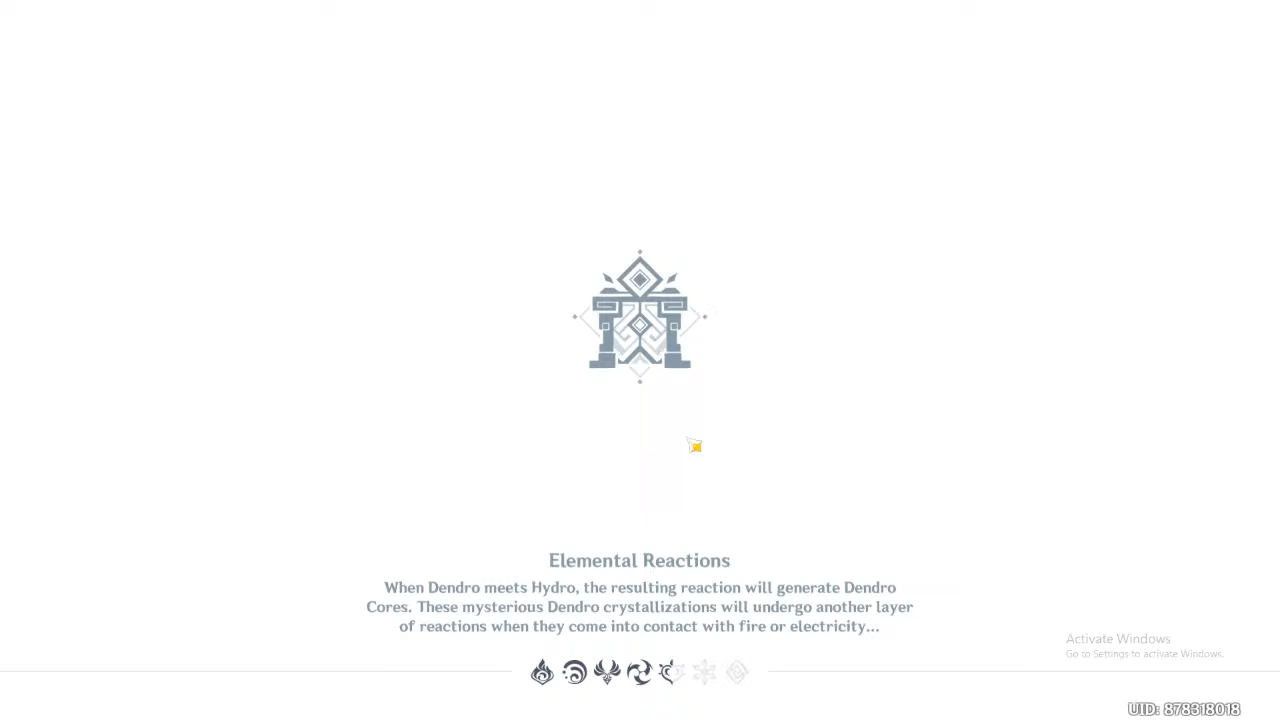 Elemental Reactions
When Dendro meets Hydro, the resulting reaction will generate Dendro
Cores. These mysterious Dendro crystallizations will undergo another layer
of reactions when they come into contact with fire or electricity...
Activate Windows
Go to Settings to activate Windows.
UID: 878318018